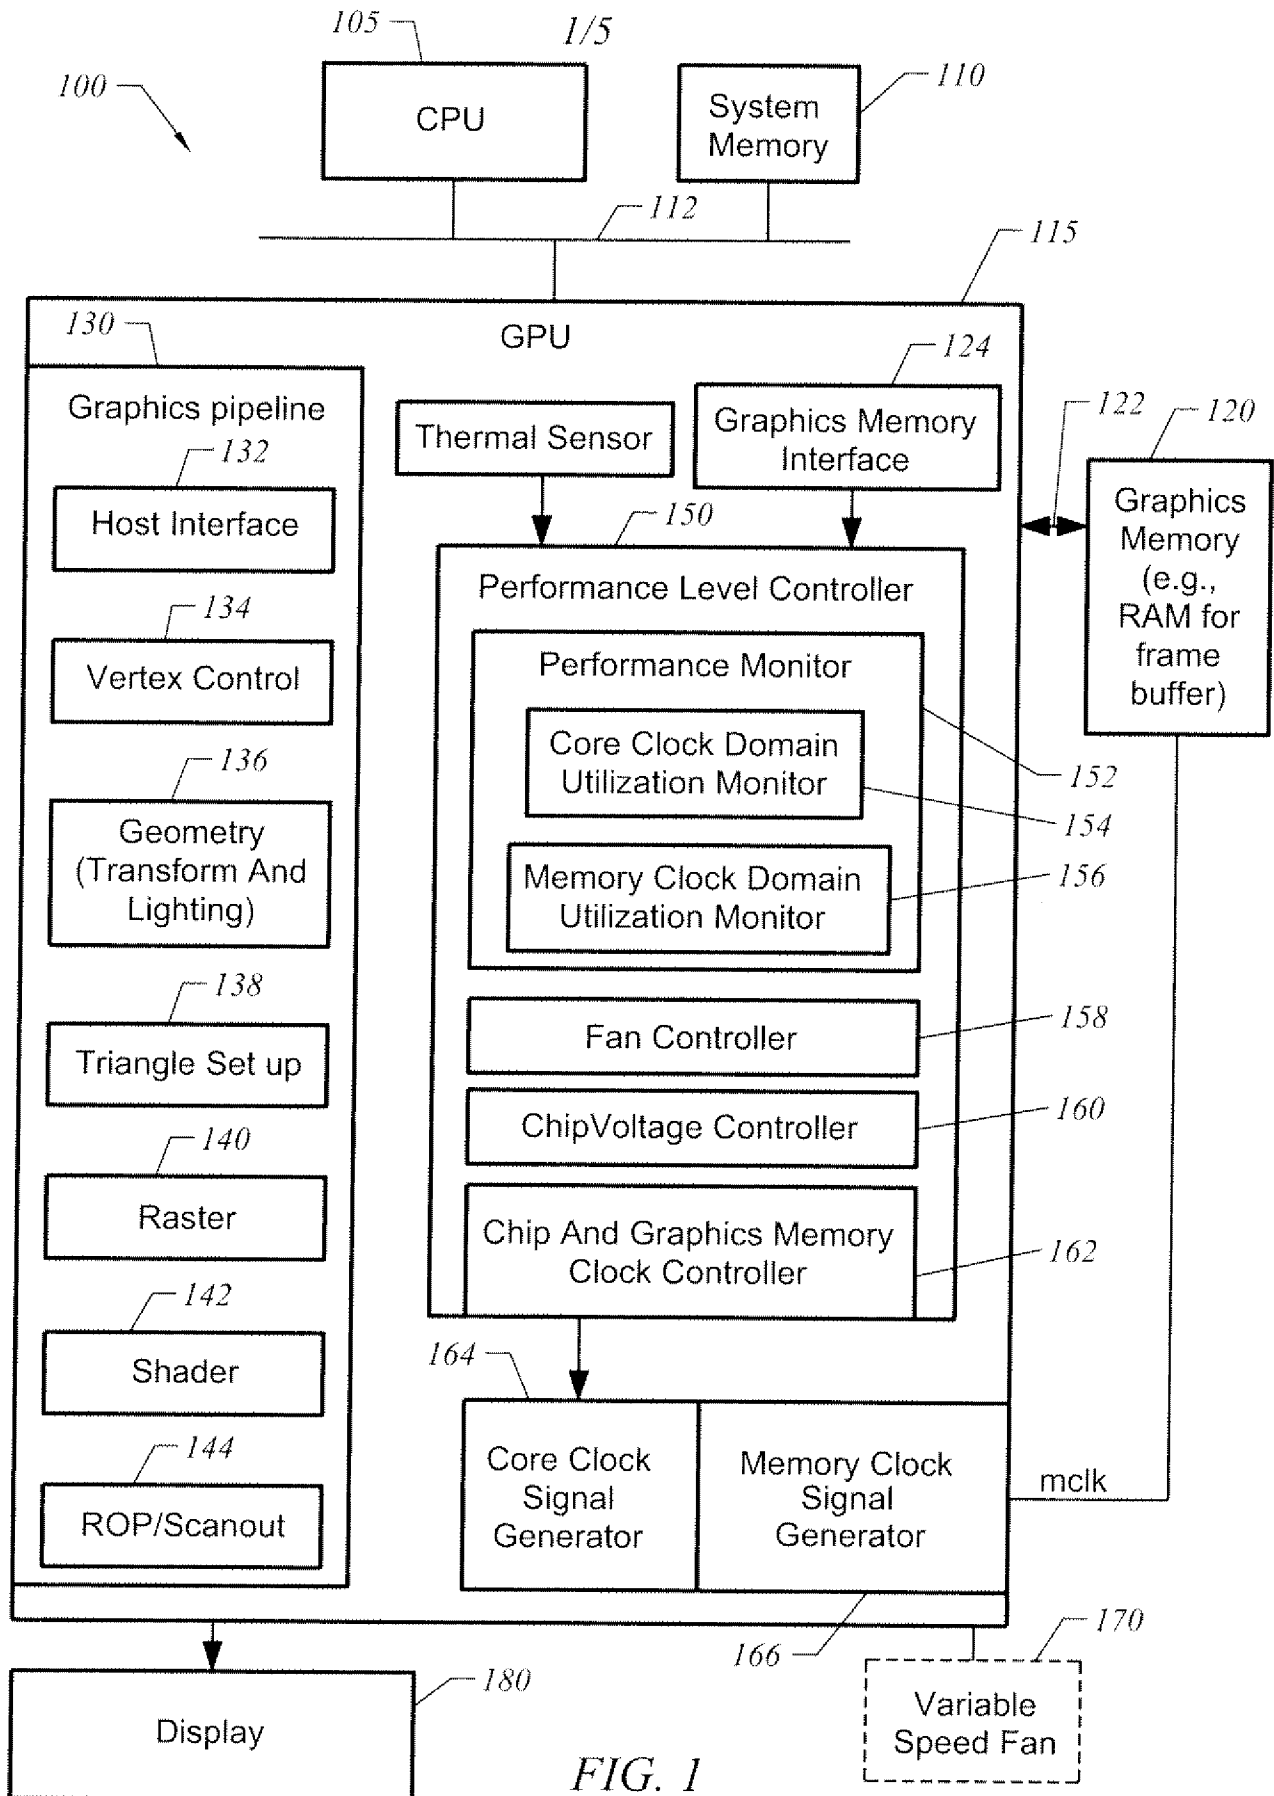 105
1/5
100
CPU
System
Memory
110
112
115
GPU
130
124
Graphics pipeline
Thermal Sensor
Graphics Memory
Interface
122
120
132
Host Interface
150
Graphics
Memory
(e.g.,
RAM for
frame
buffer)
Performance Level Controller
134
Vertex Control
Performance Monitor
Core Clock Domain
Utilization Monitor
152
154
136
Geometry
(Transform And
Lighting)
Memory Clock Domain
Utilization Monitor
156
138
Triangle Set up
Fan Controller
158
ChipVoltage Controller
160
140
Raster
Chip And Graphics Memory
Clock Controller
162
142
Shader
164
144
ROP/Scanout
Core Clock
Signal
Generator
Memory Clock
Signal
Generator
mclk
166
170
180
Display
Variable
Speed Fan
FIG. 1